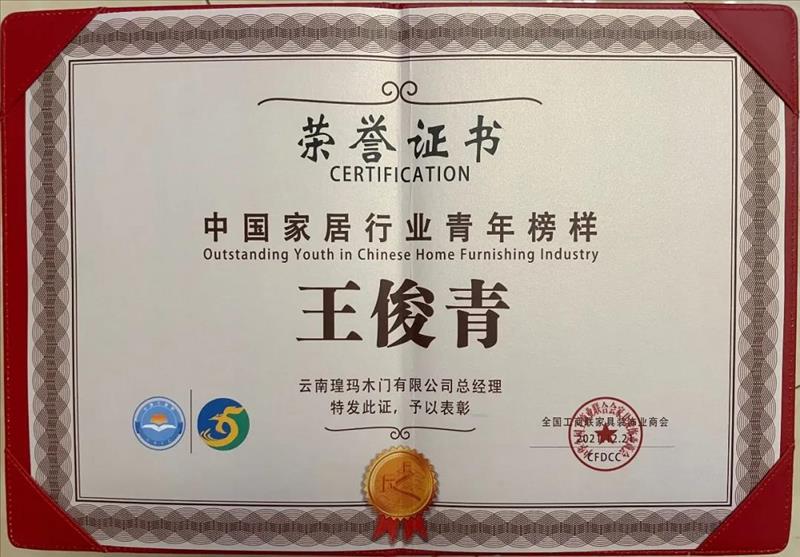 荣誉证书
CERTIFICATION
中国家居行业青年榜样
Outstanding Youth in Chinese Home Furnishing Industry
王俊青
云南瑝玛木门有限公司总经理
特发此证，予以表彰
全国工商联家具装饰业商会
2021.12.21
CFDCC